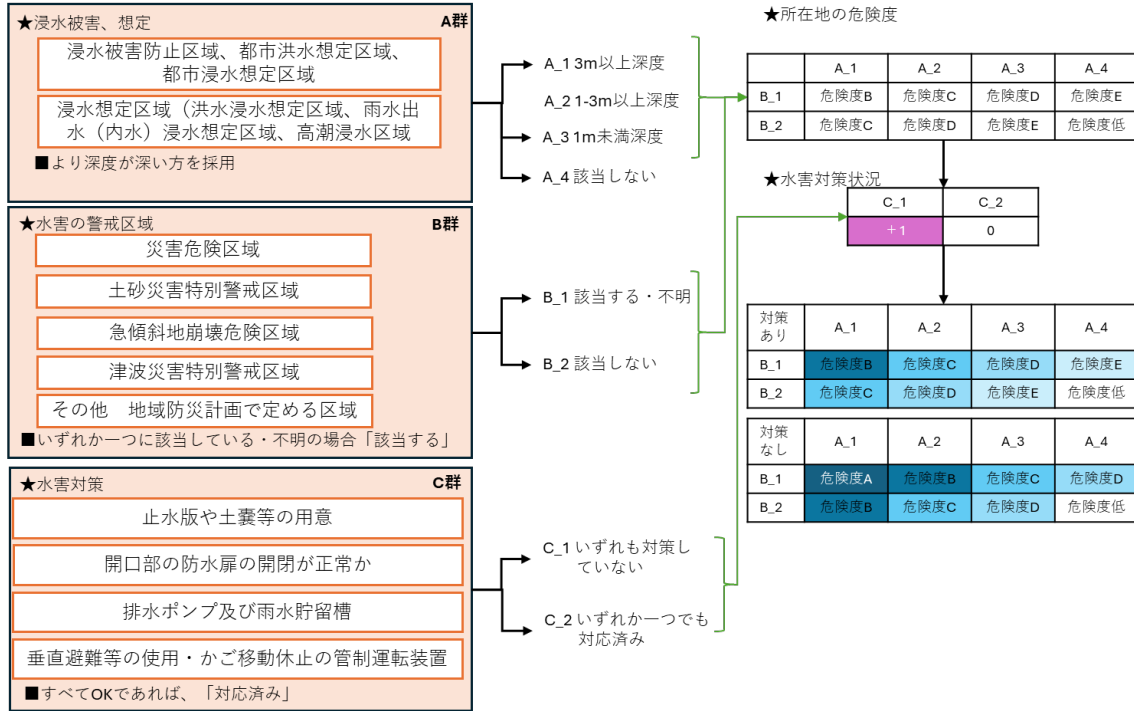 ★浸水被害、想定
A群
浸水被害防止区域、都市洪水想定区域、
都市浸水想定区域
浸水想定区域（洪水浸水想定区域、雨水出
水（内水）浸水想定区域、高潮浸水区域
■より深度が深い方を採用
A_1 3m以上深度
A_2 1-3m以上深度
A_3 1m未満深度
A_4 該当しない
★水害の警戒区域
B群
災害危険区域
土砂災害特別警戒区域
急傾斜地崩壊危険区域
津波災害特別警戒区域
その他　地域防災計画で定める区域
■いずれか一つに該当している・不明の場合「該当する」
B_1 該当する・不明
B_2 該当しない
★水害対策
C群
止水版や土嚢等の用意
開口部の防水扉の開閉が正常か
排水ポンプ及び雨水貯留槽
垂直避難等の使用・かご移動休止の管制運転装置
■すべてOKであれば、「対応済み」
C_1 いずれも対策し
ていない
C_2 いずれか一つでも
対応済み
★所在地の危険度
A_1 A_2 A_3 A_4
B_1 危険度B 危険度C 危険度D 危険度E
B_2 危険度C 危険度D 危険度E 危険度低
★水害対策状況
C_1 C_2
＋1 0
対策
あり A_1 A_2 A_3 A_4
B_1 危険度B 危険度C 危険度D 危険度E
B_2 危険度C 危険度D 危険度E 危険度低
対策
なし A_1 A_2 A_3 A_4
B_1 危険度A 危険度B 危険度C 危険度D
B_2 危険度B 危険度C 危険度D 危険度低